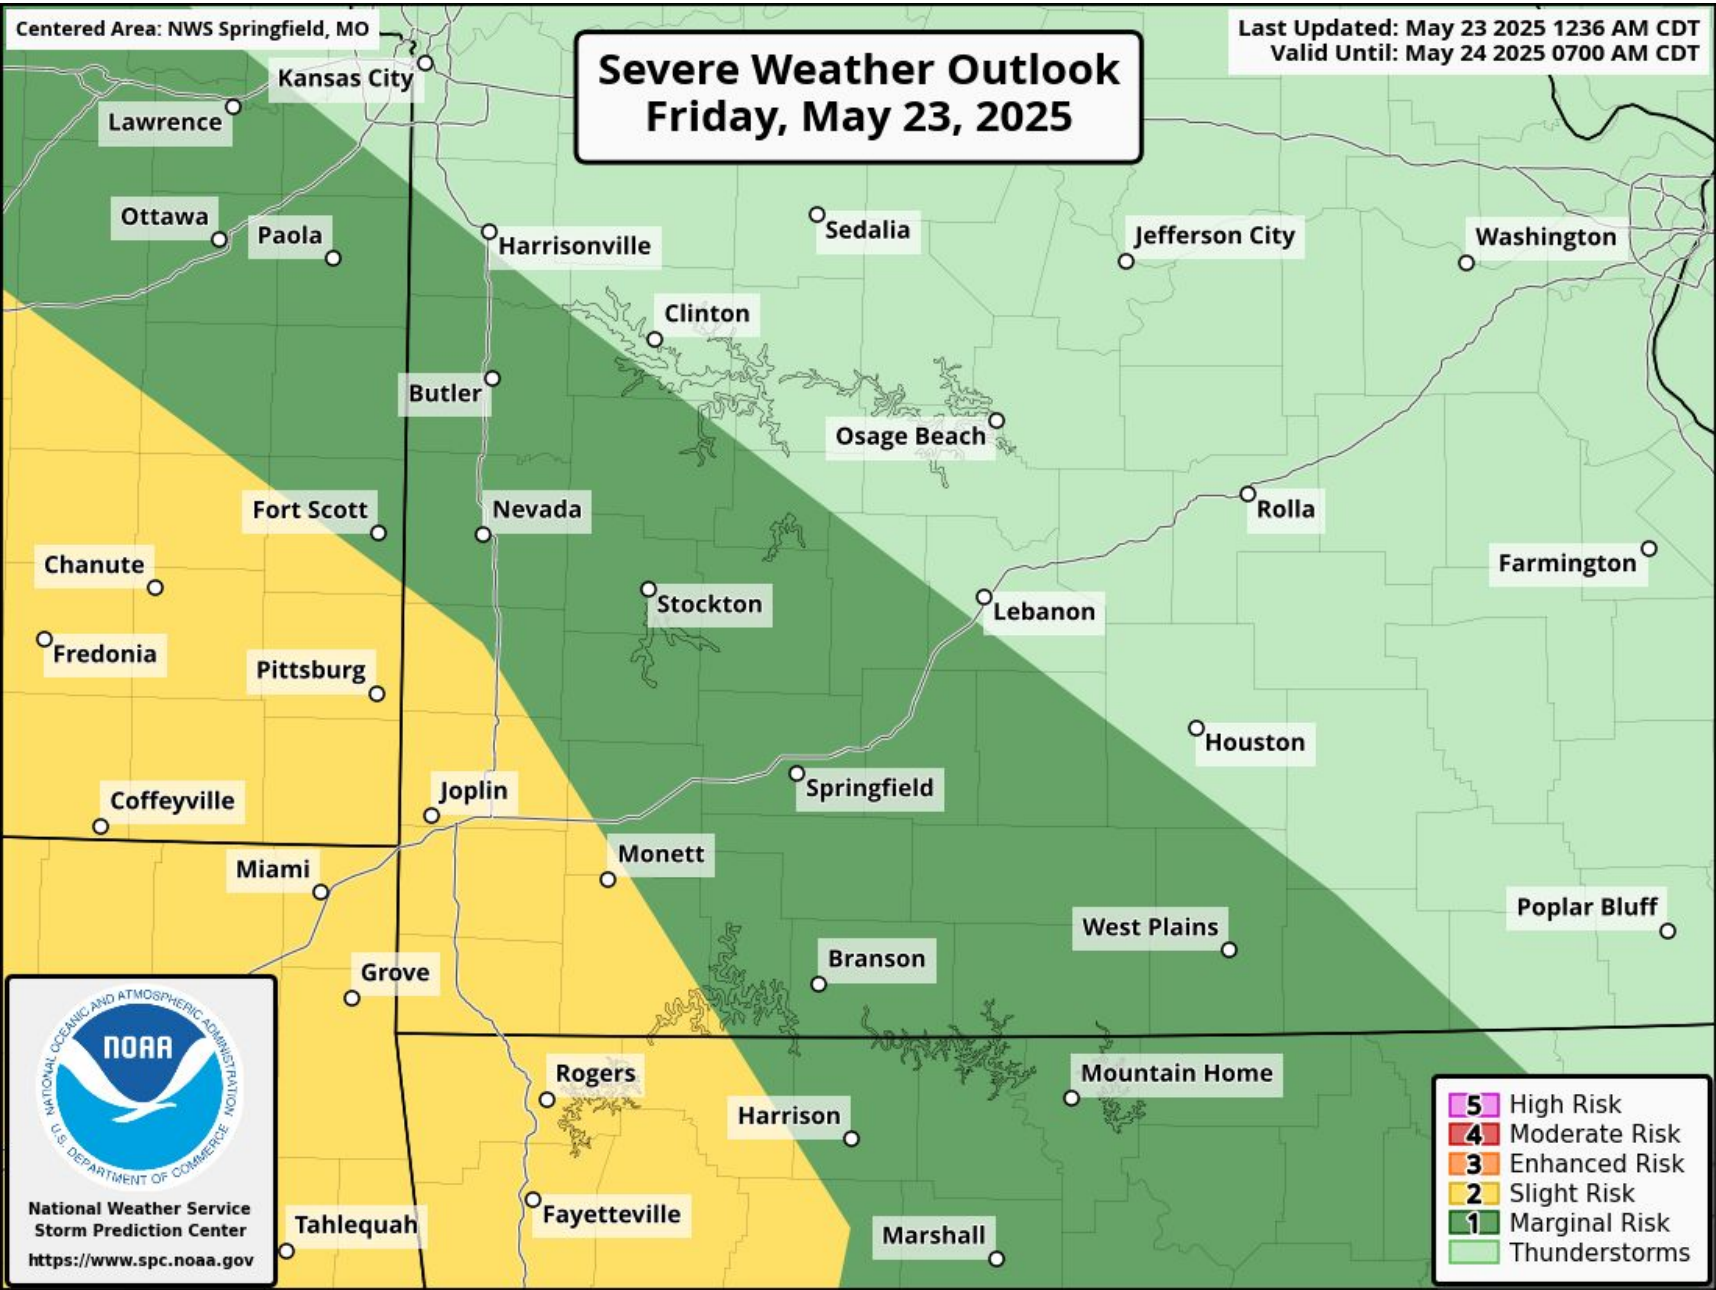 Centered Area: NWS Springfield, MO
Severe Weather Outlook
Friday, May 23, 2025
Last Updated: May 23 2025 1236 AM CDT
Valid Until: May 24 2025 0700 AM CDT
Kansas City
Lawrence
Ottawa
Paola
Harrisonville
Sedalia
Jefferson City
Washington
Clinton
Butler
Osage Beach
Fort Scott
Nevada
Rolla
Chanute
Farmington
Stockton
Lebanon
Fredonia
Pittsburg
Houston
Coffeyville
Joplin
Springfield
Miami
Monett
Poplar Bluff
West Plains
Branson
Grove
Rogers
Mountain Home
Harrison
Fayetteville
Tahlequah
Marshall
NATIONAL OCEANIC AND ATMOSPHERIC ADMINISTRATION
NOAA
U.S. DEPARTMENT OF COMMERCE
National Weather Service
Storm Prediction Center
https://www.spc.noaa.gov
5 High Risk
4 Moderate Risk
3 Enhanced Risk
2 Slight Risk
1 Marginal Risk
Thunderstorms